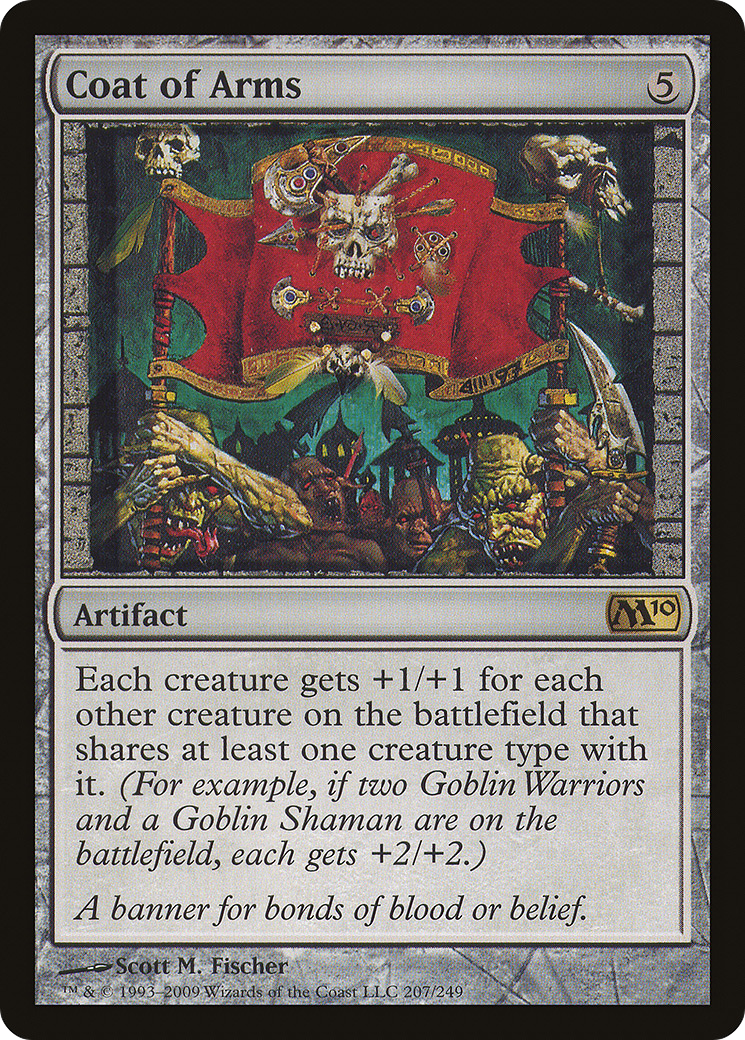 Coat of Arms 5
4111937
Artifact M10
Each creature gets +1/+1 for each
other creature on the battlefield that
shares at least one creature type with
it. (For example, if two Goblin Warriors
and a Goblin Shaman are on the
battlefield, each gets +2/+2.)
A banner for bonds of blood or belief.
Scott M. Fischer
™ & © 1993–2009 Wizards of the Coast LLC 207/249